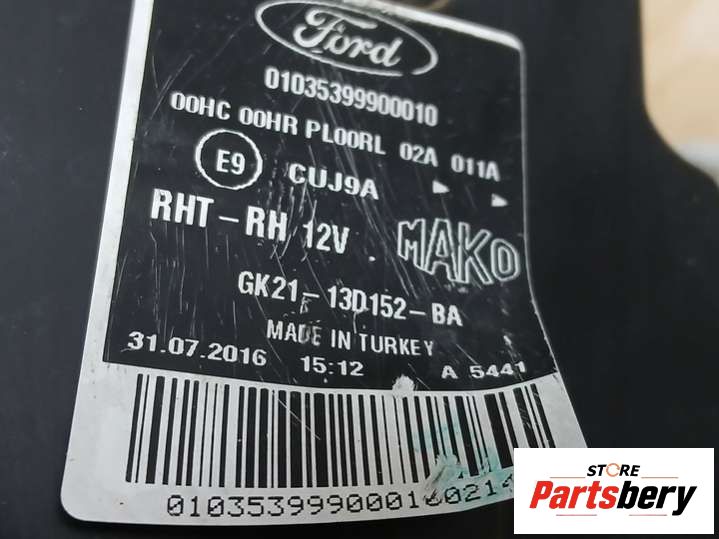 Ford
01035399900010
00HC 00HR PL00RL 02A 011A
E9 CUJ9A
RHT-RH 12V MAKO
GK21-13D152-BA
MADE IN TURKEY
31.07.2016 15:12 A 5441
STORE
Partsbery